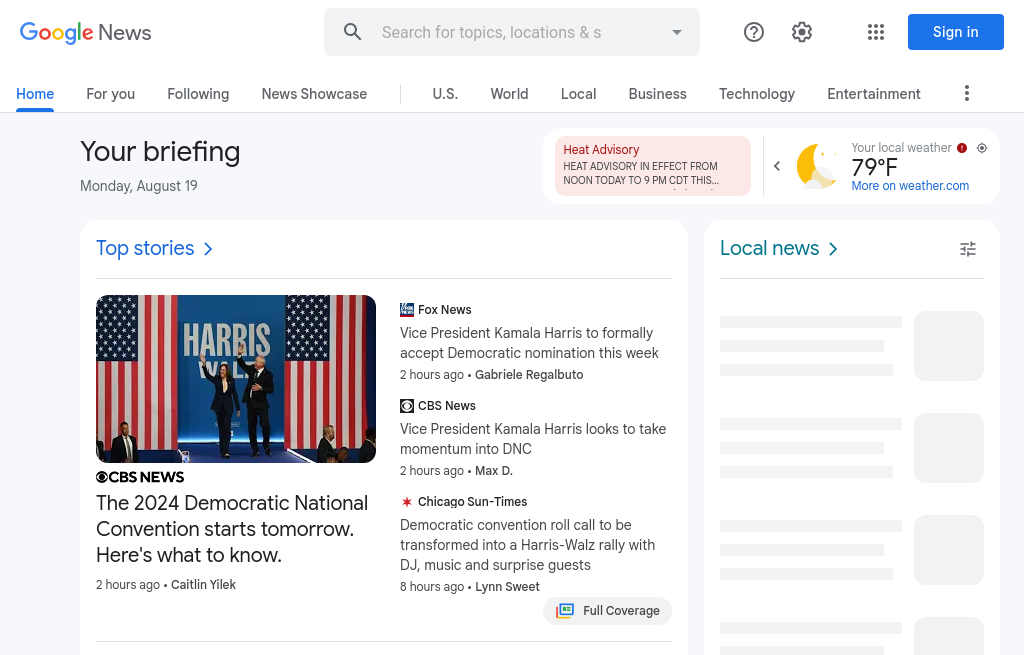 Google News
Search for topics, locations & s
Sign in
Home
For you
Following
News Showcase
U.S.
World
Local
Business
Technology
Entertainment
Your briefing
Monday, August 19
Heat Advisory
HEAT ADVISORY IN EFFECT FROM
NOON TODAY TO 9 PM CDT THIS...
Your local weather
79°F
More on weather.com
Top stories
Local news
HARRIS
CBS NEWS
The 2024 Democratic National
Convention starts tomorrow.
Here's what to know.
2 hours ago • Caitlin Yilek
Fox News
Vice President Kamala Harris to formally
accept Democratic nomination this week
2 hours ago • Gabriele Regalbuto
CBS News
Vice President Kamala Harris looks to take
momentum into DNC
2 hours ago • Max D.
Chicago Sun-Times
Democratic convention roll call to be
transformed into a Harris-Walz rally with
DJ, music and surprise guests
8 hours ago • Lynn Sweet
Full Coverage